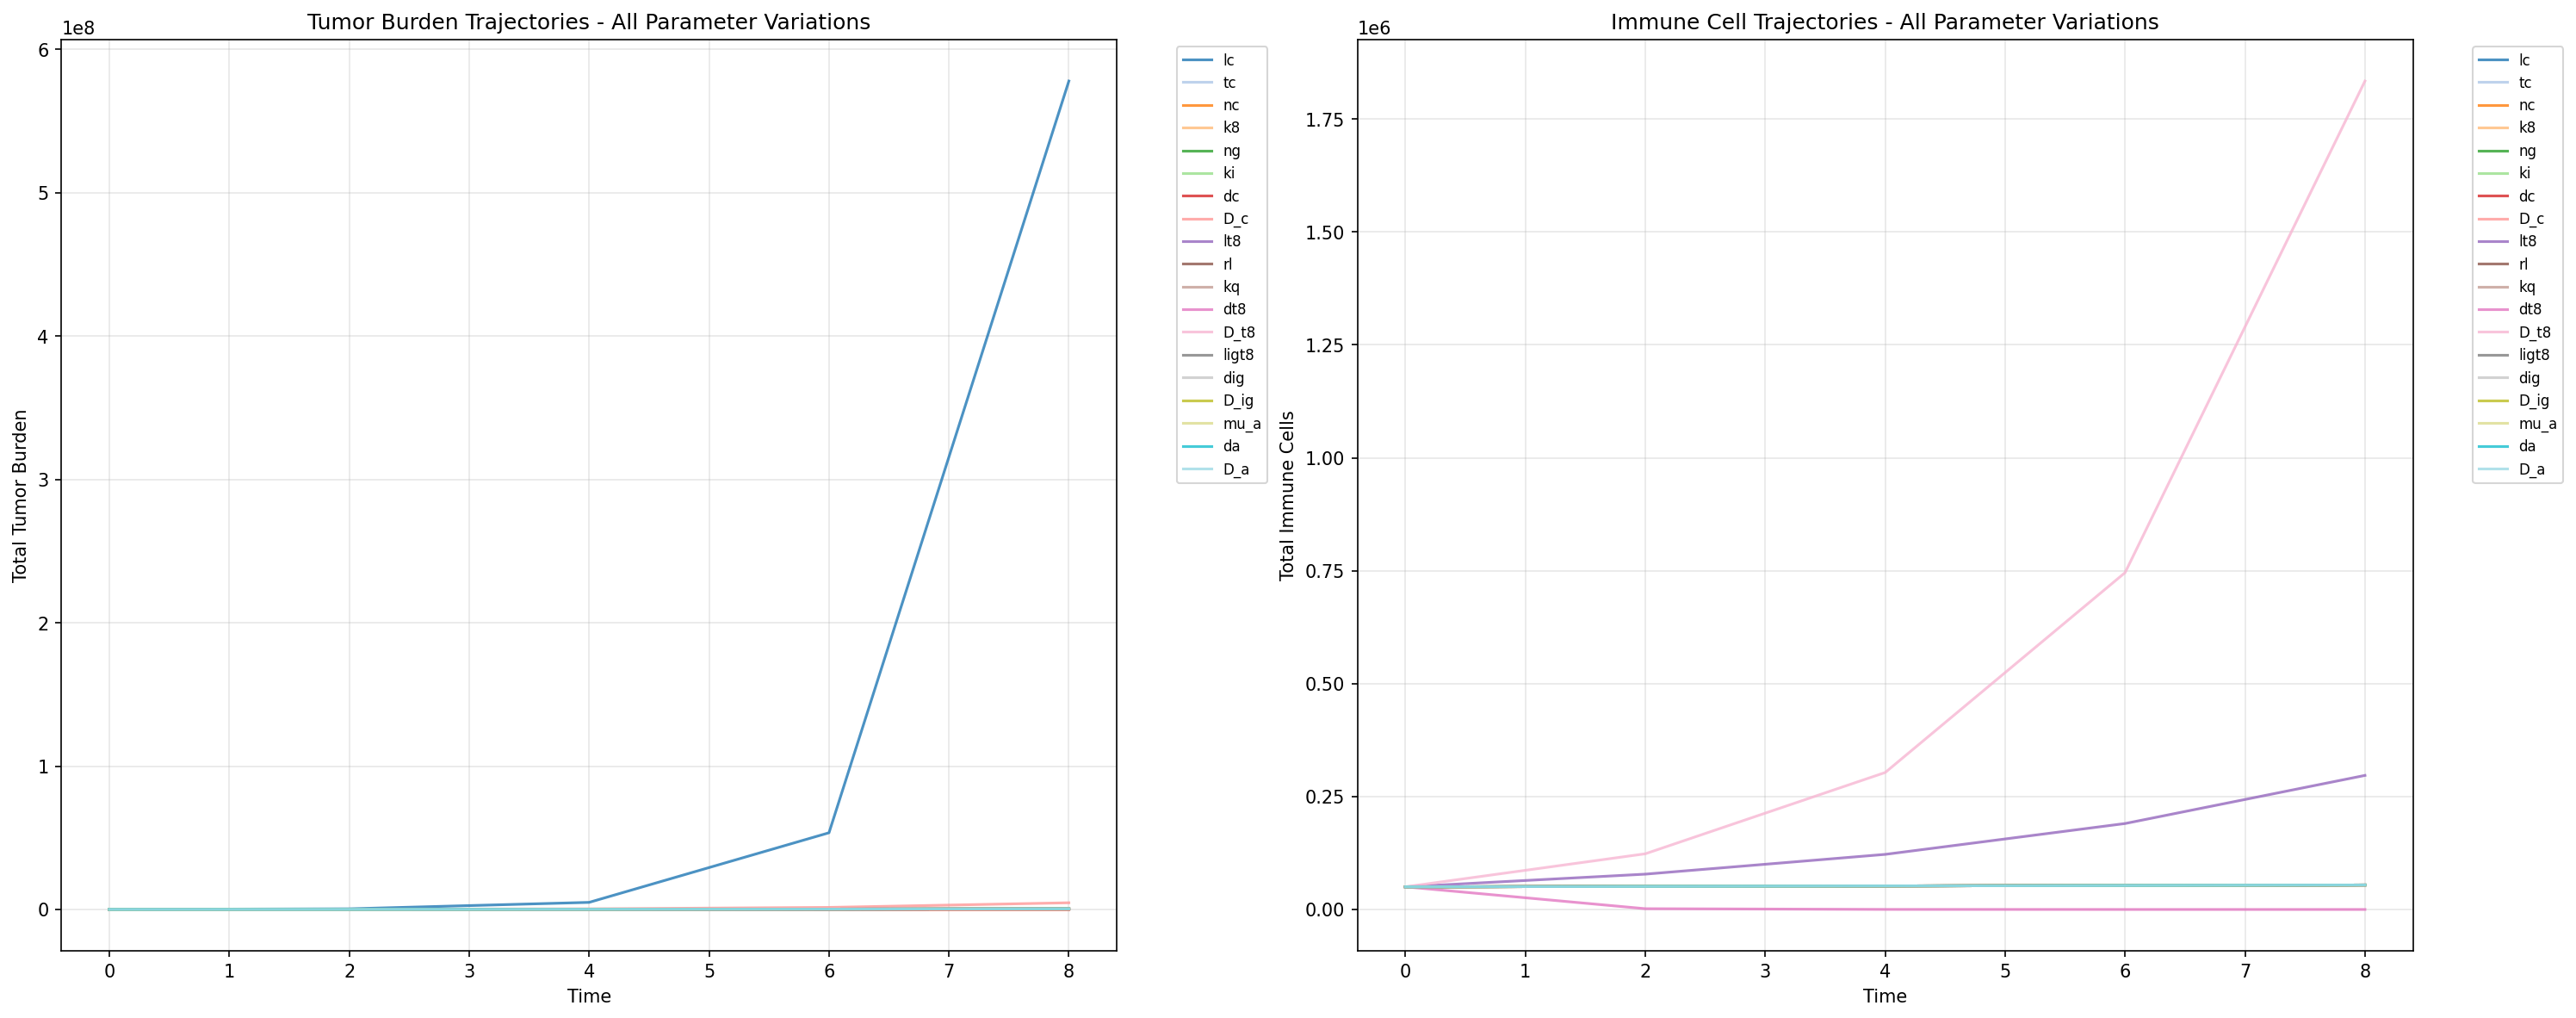 Tumor Burden Trajectories - All Parameter Variations
1e8
6
5
4
3
2
1
0
Total Tumor Burden
0 1 2 3 4 5 6 7 8
Time
lc
tc
nc
k8
ng
ki
dc
D_c
lt8
rl
kq
dt8
D_t8
ligt8
dig
D_ig
mu_a
da
D_a
Immune Cell Trajectories - All Parameter Variations
1e6
1.75
1.50
1.25
1.00
0.75
0.50
0.25
0.00
Total Immune Cells
0 1 2 3 4 5 6 7 8
Time
lc
tc
nc
k8
ng
ki
dc
D_c
lt8
rl
kq
dt8
D_t8
ligt8
dig
D_ig
mu_a
da
D_a